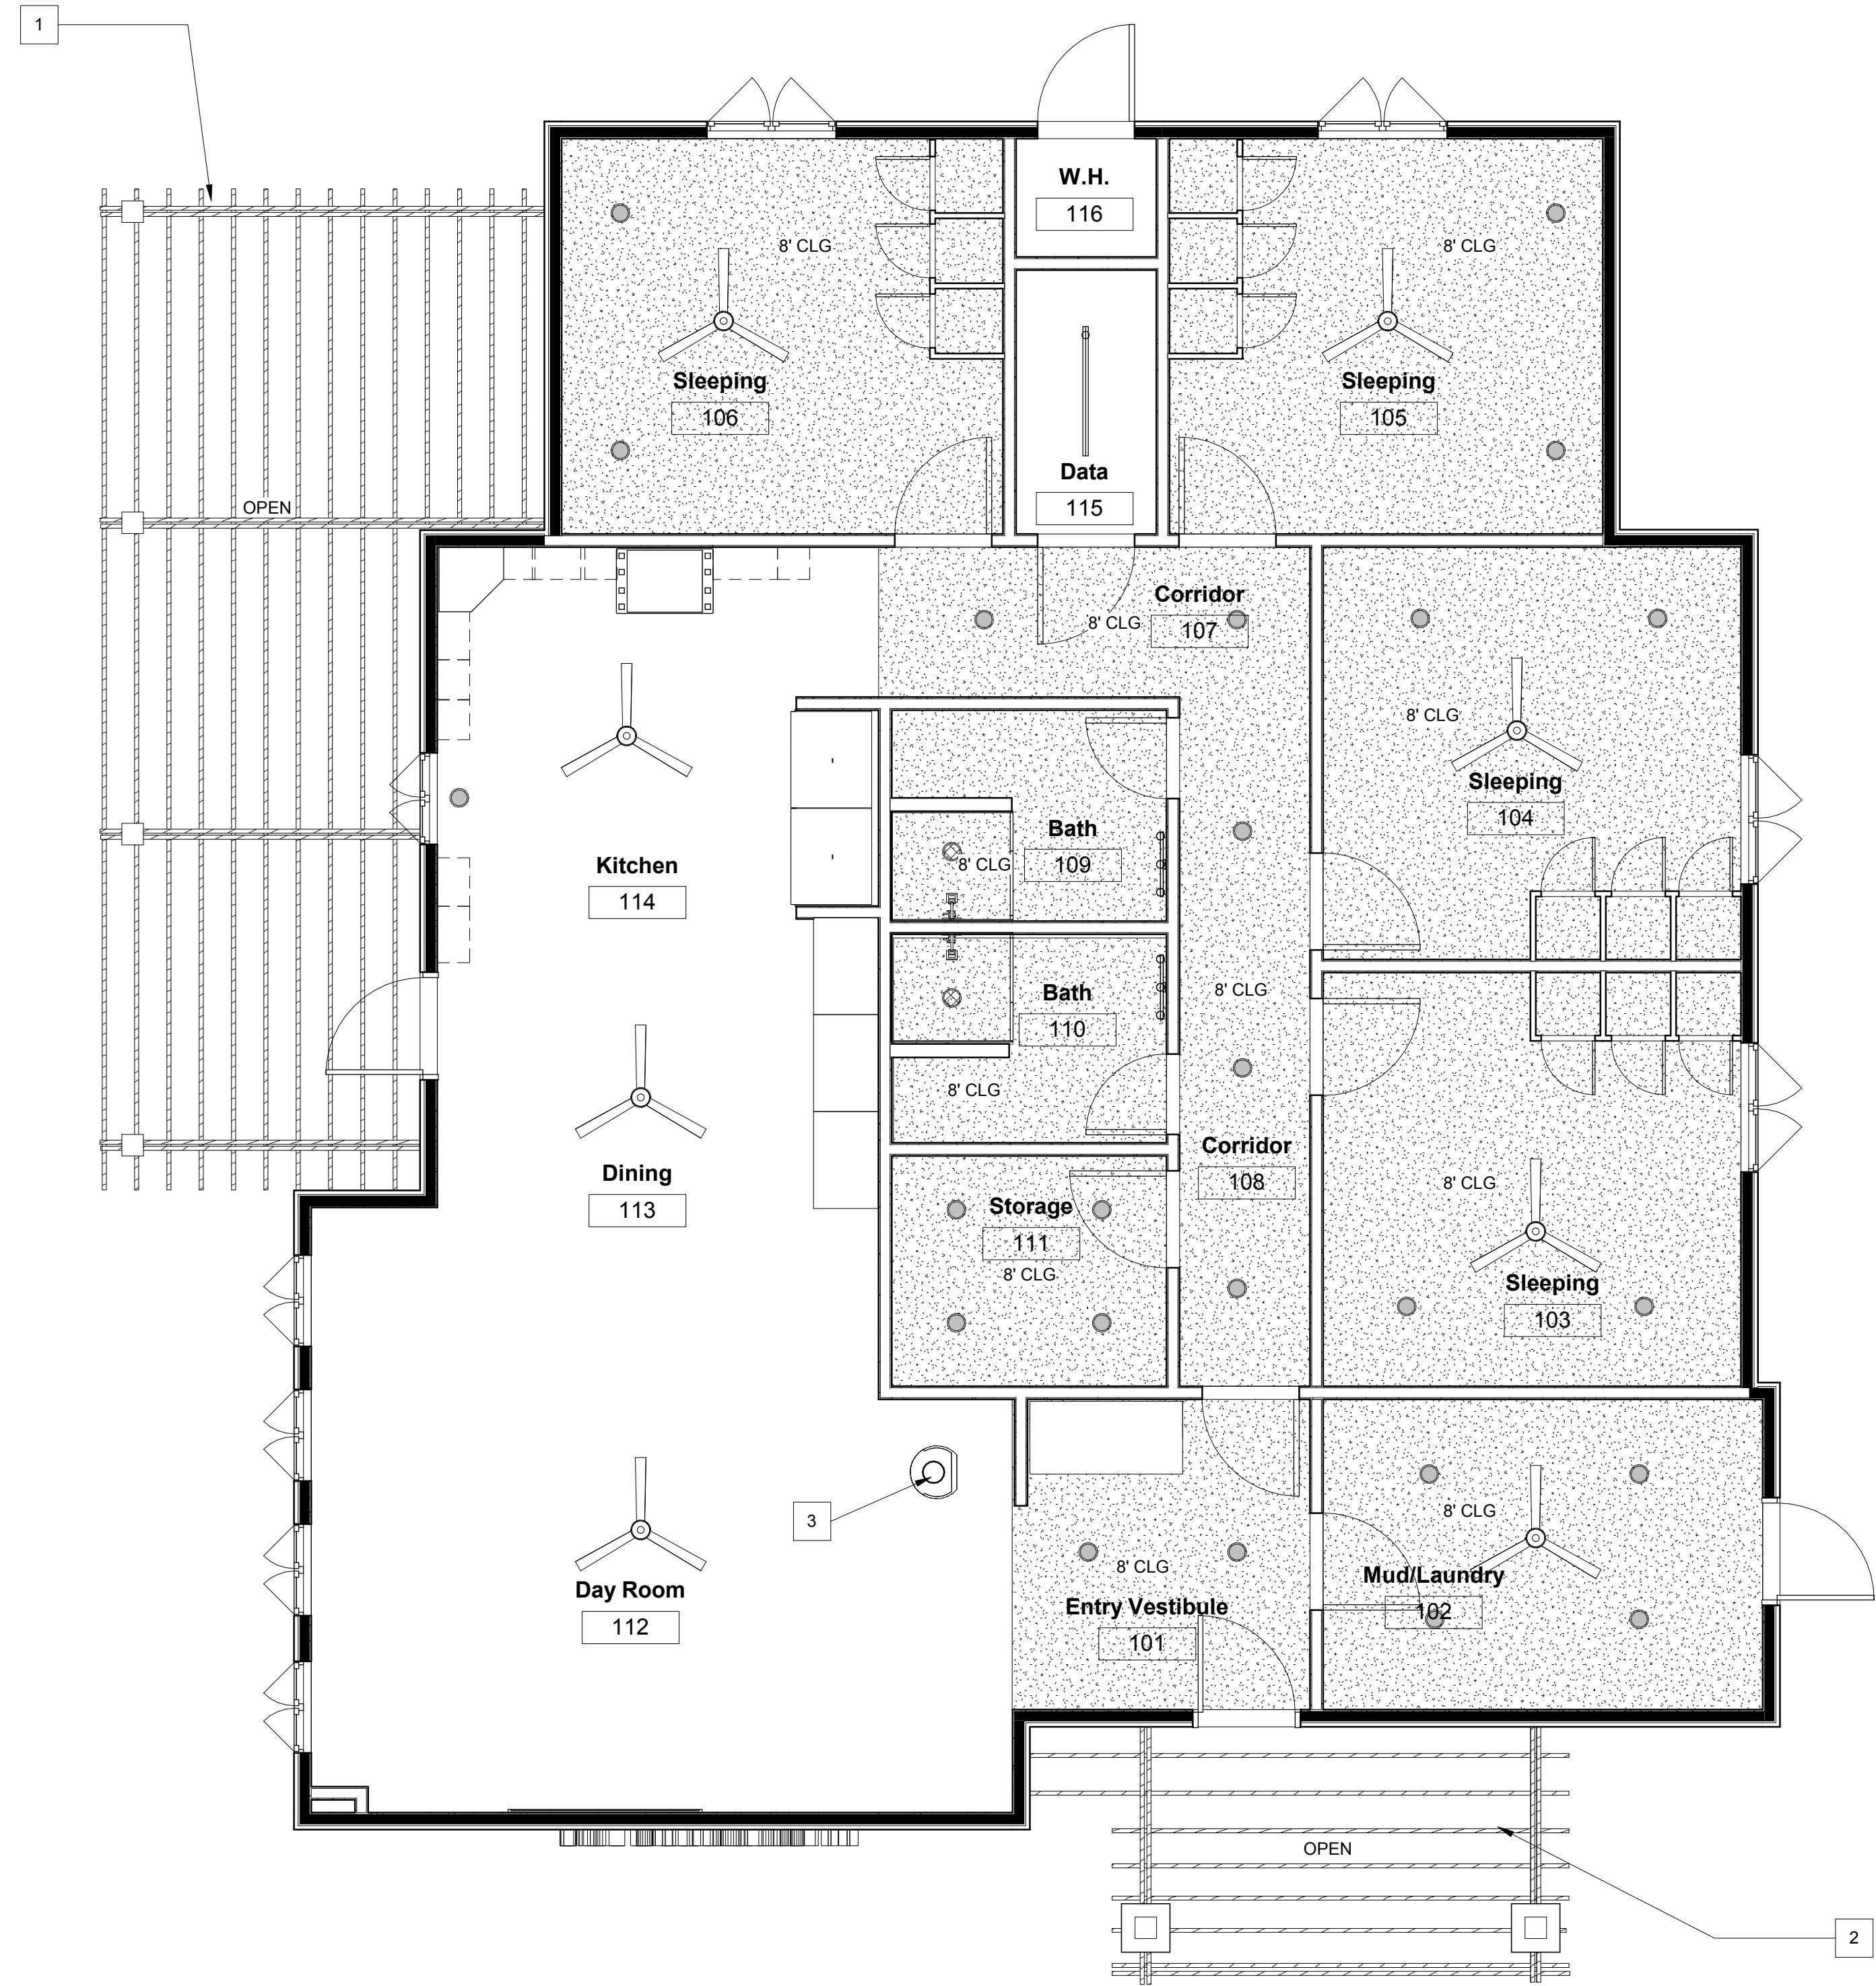 1
W.H.
116
8' CLG
8' CLG
Sleeping
106
Sleeping
105
Data
115
OPEN
Corridor
107
8' CLG
8' CLG
Sleeping
104
Kitchen
114
Bath
109
8' CLG
Bath
110
8' CLG
8' CLG
Corridor
108
Dining
113
Storage
111
8' CLG
8' CLG
Sleeping
103
3
8' CLG
8' CLG
Day Room
112
Entry Vestibule
101
Mud/Laundry
102
OPEN
2